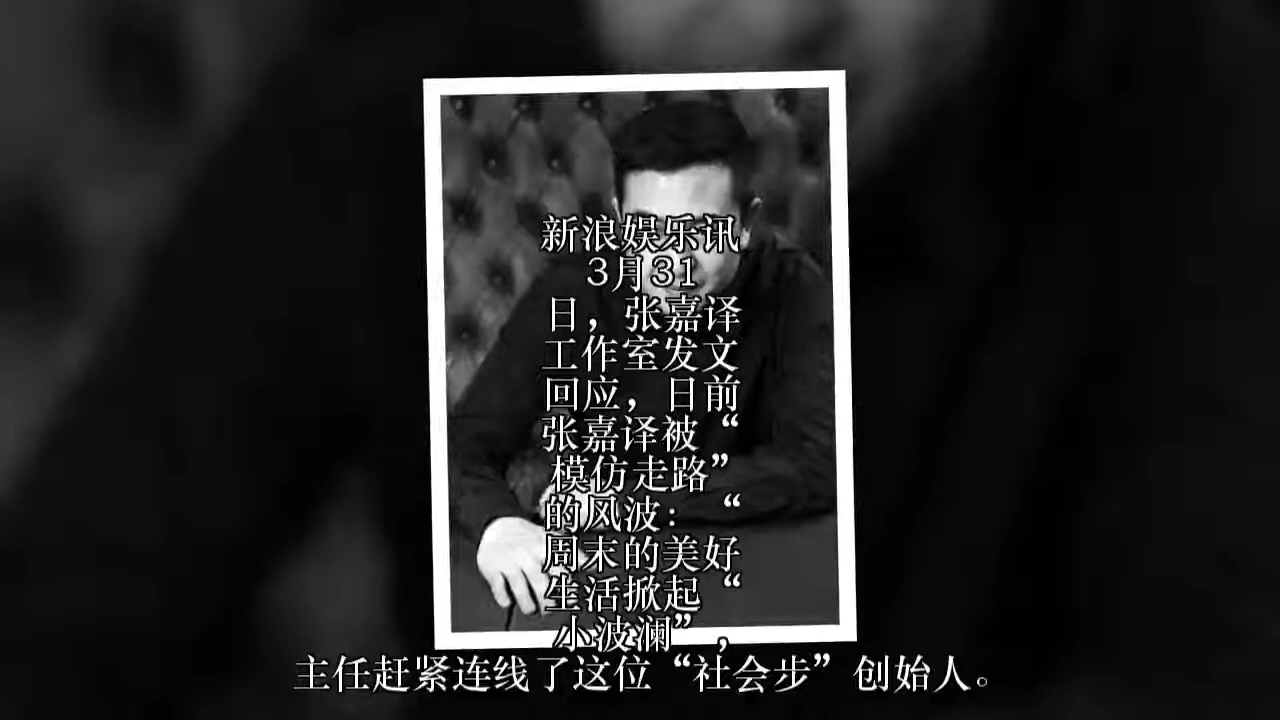 新浪娱乐讯
3月31
日，张嘉译
工作室发文
回应，日前
张嘉译被“
模仿走路”
的风波：“
周末的美好
生活掀起“
小波澜”，
主任赶紧连线了这位“社会步”创始人。